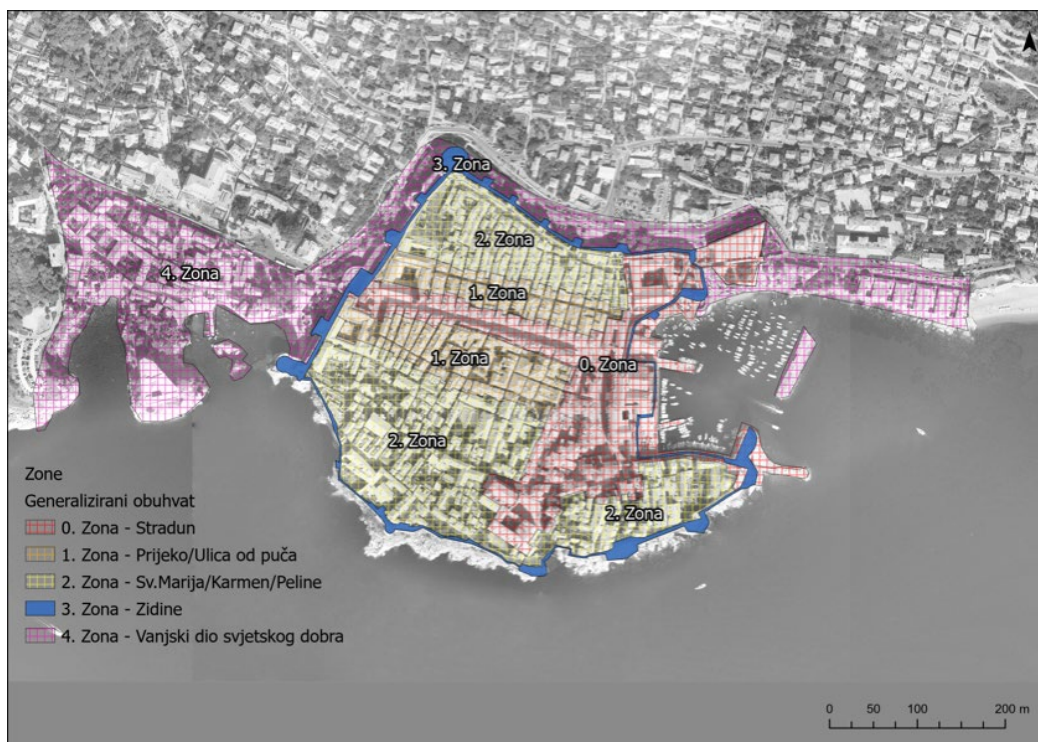 3. Zona
2. Zona
4. Zona
1. Zona
1. Zona
0. Zona
2. Zona
2. Zona
Zone
Generalizirani obuhvat
0. Zona - Stradun
1. Zona - Prijeko/Ulica od puča
2. Zona - Sv.Marija/Karmen/Peline
3. Zona - Zidine
4. Zona - Vanjski dio svjetskog dobra
0 50 100 200 m